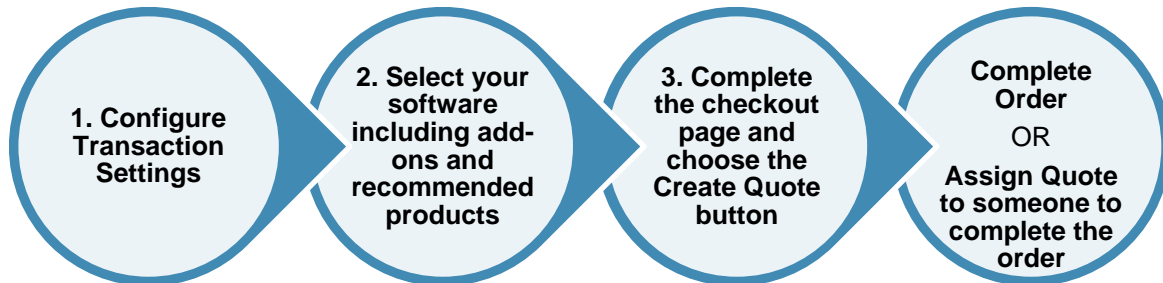 1. Configure
Transaction
Settings
2. Select your
software
including add-
ons and
recommended
products
3. Complete
the checkout
page and
choose the
Create Quote
button
Complete
Order
OR
Assign Quote
to someone to
complete the
order